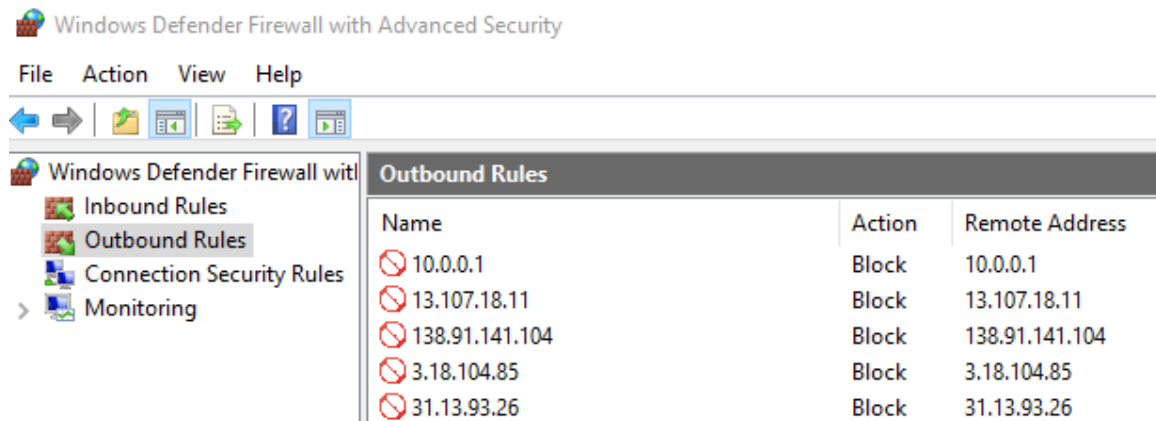 Windows Defender Firewall with Advanced Security
File Action View Help
Windows Defender Firewall witl
Inbound Rules
Outbound Rules
Connection Security Rules
Monitoring
Outbound Rules
Name Action Remote Address
10.0.0.1 Block 10.0.0.1
13.107.18.11 Block 13.107.18.11
138.91.141.104 Block 138.91.141.104
3.18.104.85 Block 3.18.104.85
31.13.93.26 Block 31.13.93.26